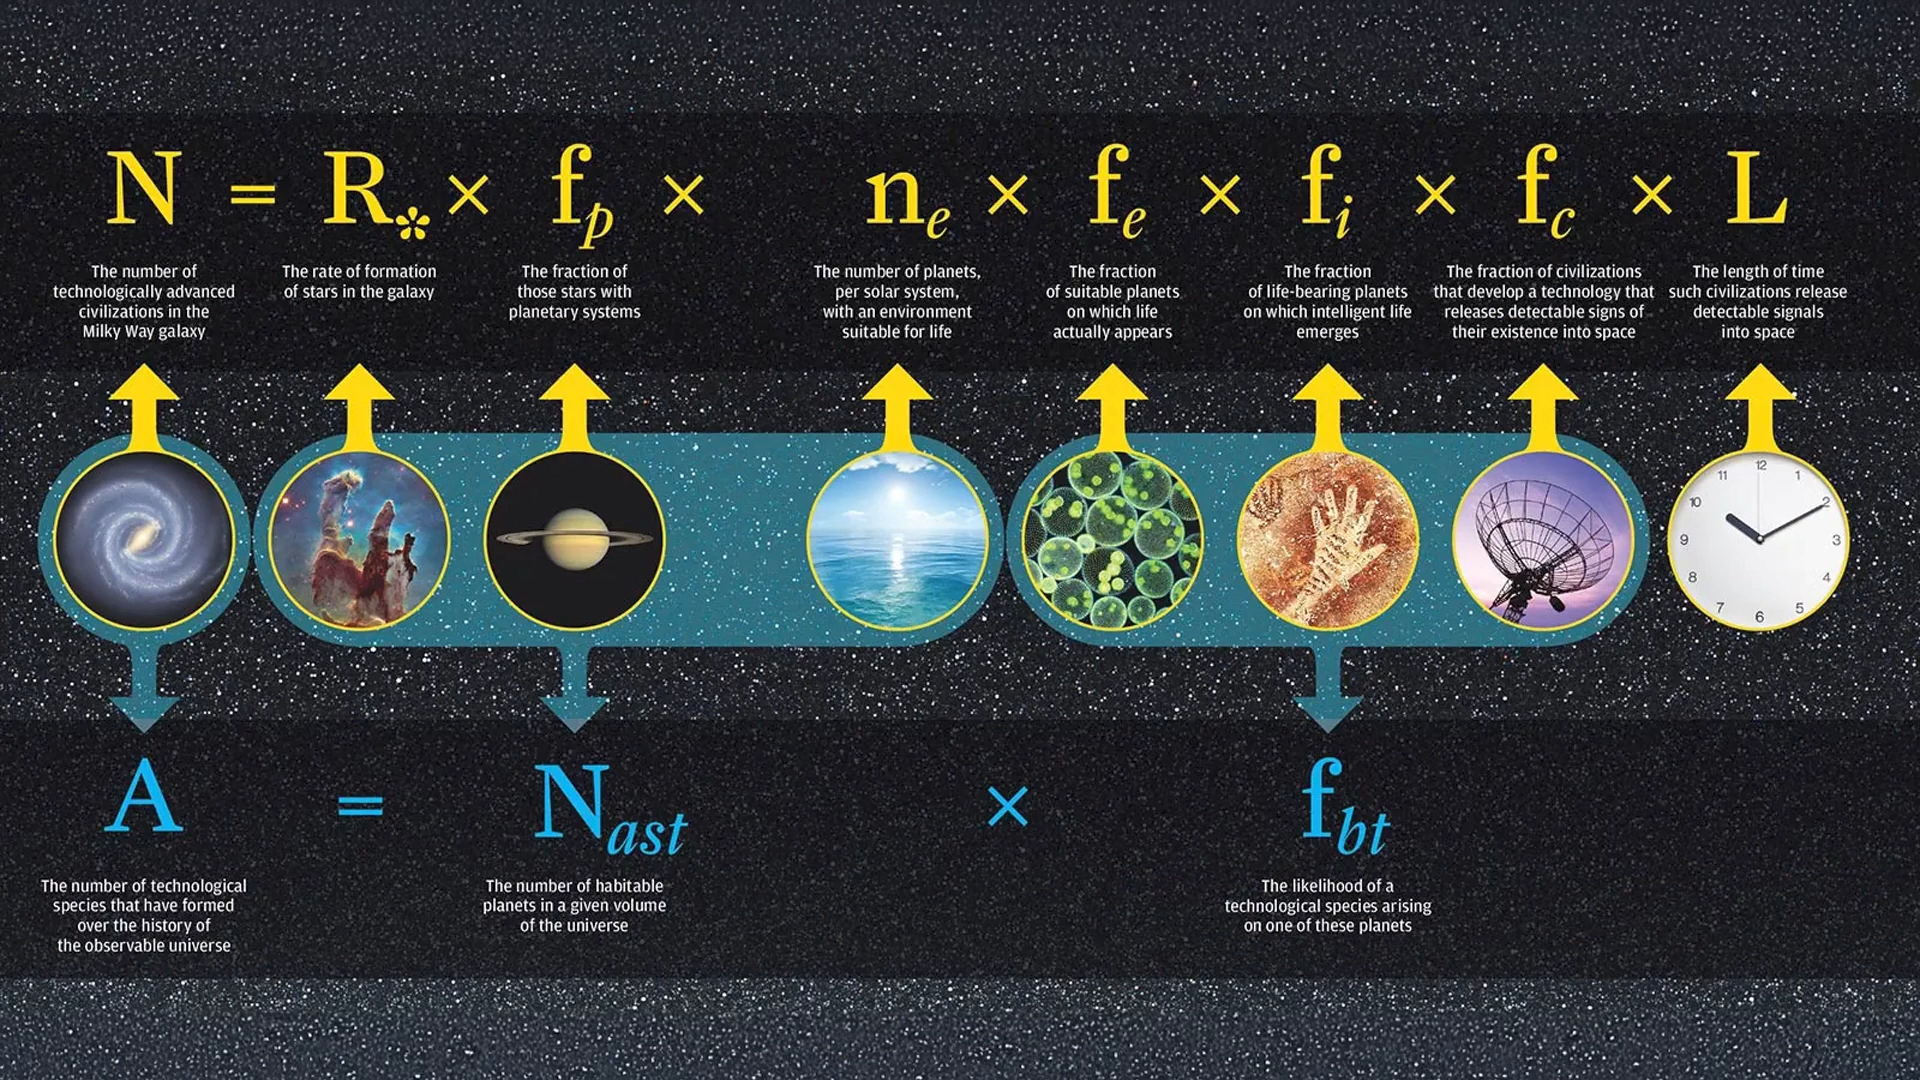 N = R* × fp × ne × fe × fi × fc × L
The number of
technologically advanced
civilizations in the
Milky Way galaxy
The rate of formation
of stars in the galaxy
The fraction of
those stars with
planetary systems
The number of planets,
per solar system,
with an environment
suitable for life
The fraction
of suitable planets
on which life
actually appears
The fraction
of life-bearing planets
on which intelligent life
emerges
The fraction of civilizations
that develop a technology that
releases detectable signs of
their existence into space
The length of time
such civilizations release
detectable signals
into space
12
1
2
3
4
5
6
7
8
9
10
11
A = Nast × fbt
The number of technological
species that have formed
over the history of
the observable universe
The number of habitable
planets in a given volume
of the universe
The likelihood of a
technological species arising
on one of these planets